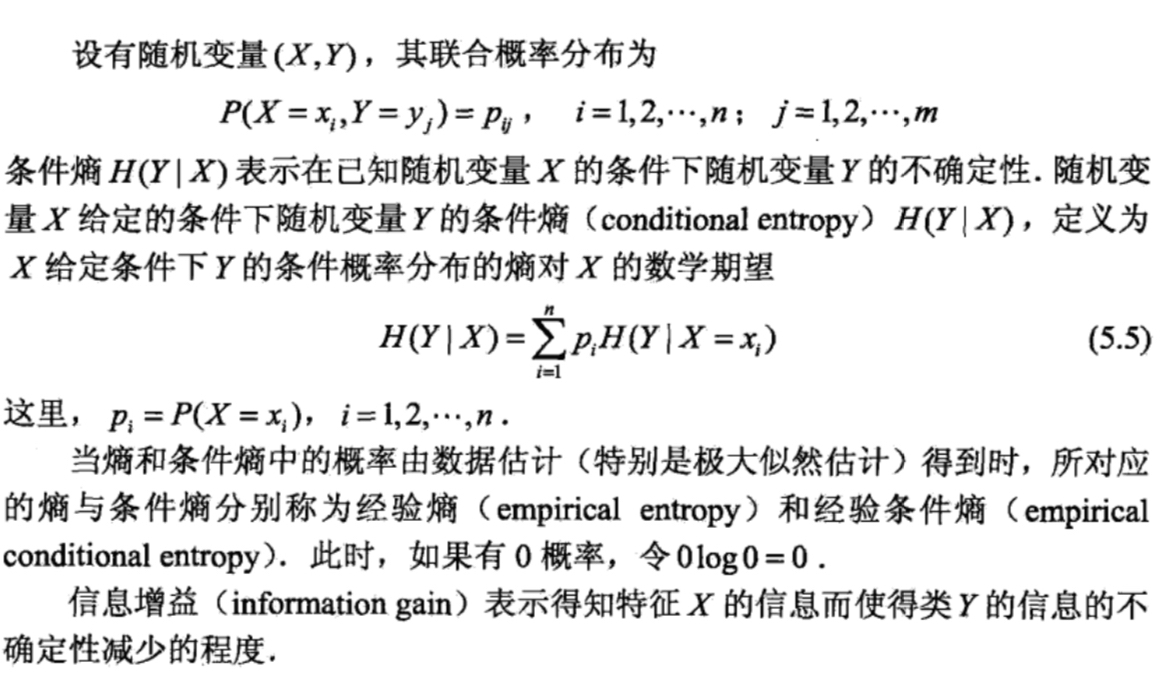 设有随机变量(X,Y)，其联合概率分布为
P(X = x_i, Y = y_j) = p_{ij}， i = 1,2,⋯,n； j = 1,2,⋯,m
条件熵 H(Y|X) 表示在已知随机变量 X 的条件下随机变量 Y 的不确定性．随机变
量 X 给定的条件下随机变量 Y 的条件熵（conditional entropy）H(Y|X)，定义为
X 给定条件下 Y 的条件概率分布的熵对 X 的数学期望
H(Y|X) = \sum_{i=1}^{n} p_i H(Y|X = x_i) (5.5)
这里， p_i = P(X = x_i)， i = 1,2,⋯,n．
当熵和条件熵中的概率由数据估计（特别是极大似然估计）得到时，所对应
的熵与条件熵分别称为经验熵（empirical entropy）和经验条件熵（empirical
conditional entropy）．此时，如果有 0 概率，令 0log0 = 0．
信息增益（information gain）表示得知特征 X 的信息而使得类 Y 的信息的不
确定性减少的程度．